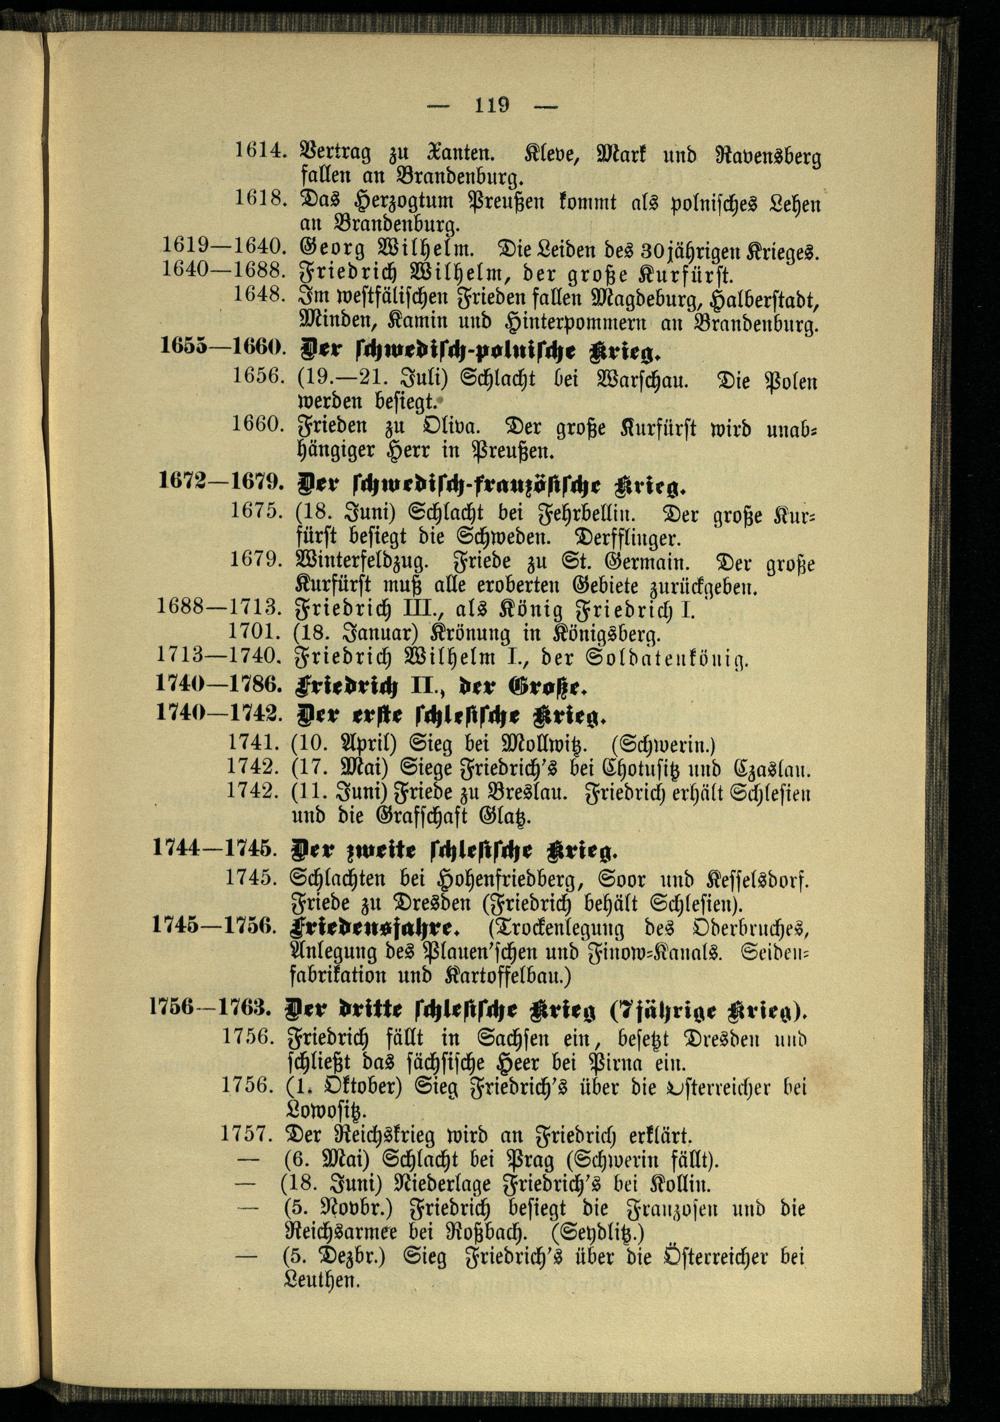 — 119 —
1614. Vertrag zu Xanten. Kleve, Mark und Ravensberg
fallen an Brandenburg.
1618. Das Herzogtum Preußen kommt als polnisches Lehen
an Brandenburg.
1619—1640. Georg Wilhelm. Die Leiden des 30jährigen Krieges.
1640—1688. Friedrich Wilhelm, der große Kurfürst.
1648. Im westfälischen Frieden fallen Magdeburg, Halberstadt,
Minden, Kamin und Hinterpommern an Brandenburg.
1655—1660. Der schwedisch-polnische Krieg.
1656. (19.—21. Juli) Schlacht bei Warschau. Die Polen
werden besiegt.
1660. Frieden zu Oliva. Der große Kurfürst wird unab-
hängiger Herr in Preußen.
1672—1679. Der schwedisch-französische Krieg.
1675. (18. Juni) Schlacht bei Fehrbellin. Der große Kur-
fürst besiegt die Schweden. Derfflinger.
1679. Winterfeldzug. Friede zu St. Germain. Der große
Kurfürst muß alle eroberten Gebiete zurückgeben.
1688—1713. Friedrich III., als König Friedrich I.
1701. (18. Januar) Krönung in Königsberg.
1713—1740. Friedrich Wilhelm I., der Soldatenkönig.
1740—1786. Friedrich II., der Große.
1740—1742. Der erste schlesische Krieg.
1741. (10. April) Sieg bei Mollwitz. (Schwerin.)
1742. (17. Mai) Siege Friedrich's bei Chotusitz und Czaslau.
1742. (11. Juni) Friede zu Breslau. Friedrich erhält Schlesien
und die Grafschaft Glatz.
1744—1745. Der zweite schlesische Krieg.
1745. Schlachten bei Hohenfriedberg, Soor und Kesselsdorf.
Friede zu Dresden (Friedrich behält Schlesien).
1745—1756. Friedensjahre. (Trockenlegung des Oderbruches,
Anlegung des Plauen'schen und Finow-Kanals. Seiden-
fabrikation und Kartoffelbau.)
1756—1763. Der dritte schlesische Krieg (7jährige Krieg).
1756. Friedrich fällt in Sachsen ein, besetzt Dresden und
schließt das sächsische Heer bei Pirna ein.
1756. (1. Oktober) Sieg Friedrich's über die Österreicher bei
Lowositz.
1757. Der Reichskrieg wird an Friedrich erklärt.
— (6. Mai) Schlacht bei Prag (Schwerin fällt).
— (18. Juni) Niederlage Friedrich's bei Kollin.
— (5. Novbr.) Friedrich besiegt die Franzosen und die
Reichsarmee bei Roßbach. (Seydlitz.)
— (5. Dezbr.) Sieg Friedrich's über die Österreicher bei
Leuthen.